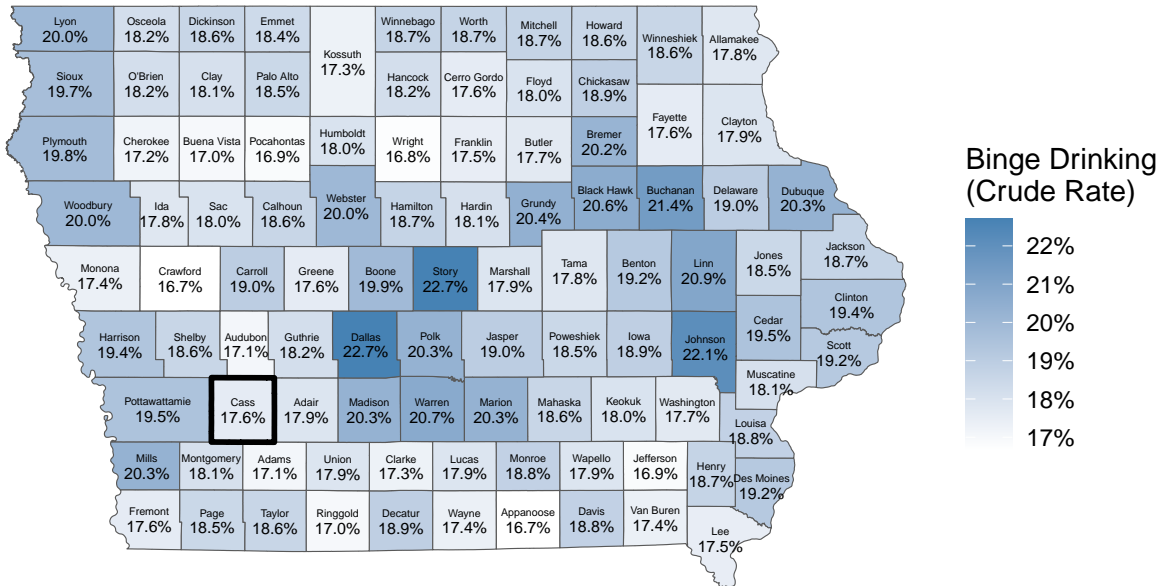 Lyon
20.0%
Osceola
18.2%
Dickinson
18.6%
Emmet
18.4%
Kossuth
17.3%
Winnebago
18.7%
Worth
18.7%
Mitchell
18.7%
Howard
18.6%
Winneshiek
18.6%
Allamakee
17.8%
Sioux
19.7%
O'Brien
18.2%
Clay
18.1%
Palo Alto
18.5%
Hancock
18.2%
Cerro Gordo
17.6%
Floyd
18.0%
Chickasaw
18.9%
Fayette
17.6%
Clayton
17.9%
Plymouth
19.8%
Cherokee
17.2%
Buena Vista
17.0%
Pocahontas
16.9%
Humboldt
18.0%
Wright
16.8%
Franklin
17.5%
Butler
17.7%
Bremer
20.2%
Woodbury
20.0%
Ida
17.8%
Sac
18.0%
Calhoun
18.6%
Webster
20.0%
Hamilton
18.7%
Hardin
18.1%
Grundy
20.4%
Black Hawk
20.6%
Buchanan
21.4%
Delaware
19.0%
Dubuque
20.3%
Monona
17.4%
Crawford
16.7%
Carroll
19.0%
Greene
17.6%
Boone
19.9%
Story
22.7%
Marshall
17.9%
Tama
17.8%
Benton
19.2%
Linn
20.9%
Jones
18.5%
Jackson
18.7%
Clinton
19.4%
Harrison
19.4%
Shelby
18.6%
Audubon
17.1%
Guthrie
18.2%
Dallas
22.7%
Polk
20.3%
Jasper
19.0%
Poweshiek
18.5%
Iowa
18.9%
Johnson
22.1%
Cedar
19.5%
Scott
19.2%
Muscatine
18.1%
Pottawattamie
19.5%
Cass
17.6%
Adair
17.9%
Madison
20.3%
Warren
20.7%
Marion
20.3%
Mahaska
18.6%
Keokuk
18.0%
Washington
17.7%
Louisa
18.8%
Mills
20.3%
Montgomery
18.1%
Adams
17.1%
Union
17.9%
Clarke
17.3%
Lucas
17.9%
Monroe
18.8%
Wapello
17.9%
Jefferson
16.9%
Henry
18.7%
Des Moines
19.2%
Fremont
17.6%
Page
18.5%
Taylor
18.6%
Ringgold
17.0%
Decatur
18.9%
Wayne
17.4%
Appanoose
16.7%
Davis
18.8%
Van Buren
17.4%
Lee
17.5%
Binge Drinking
(Crude Rate)
22%
21%
20%
19%
18%
17%